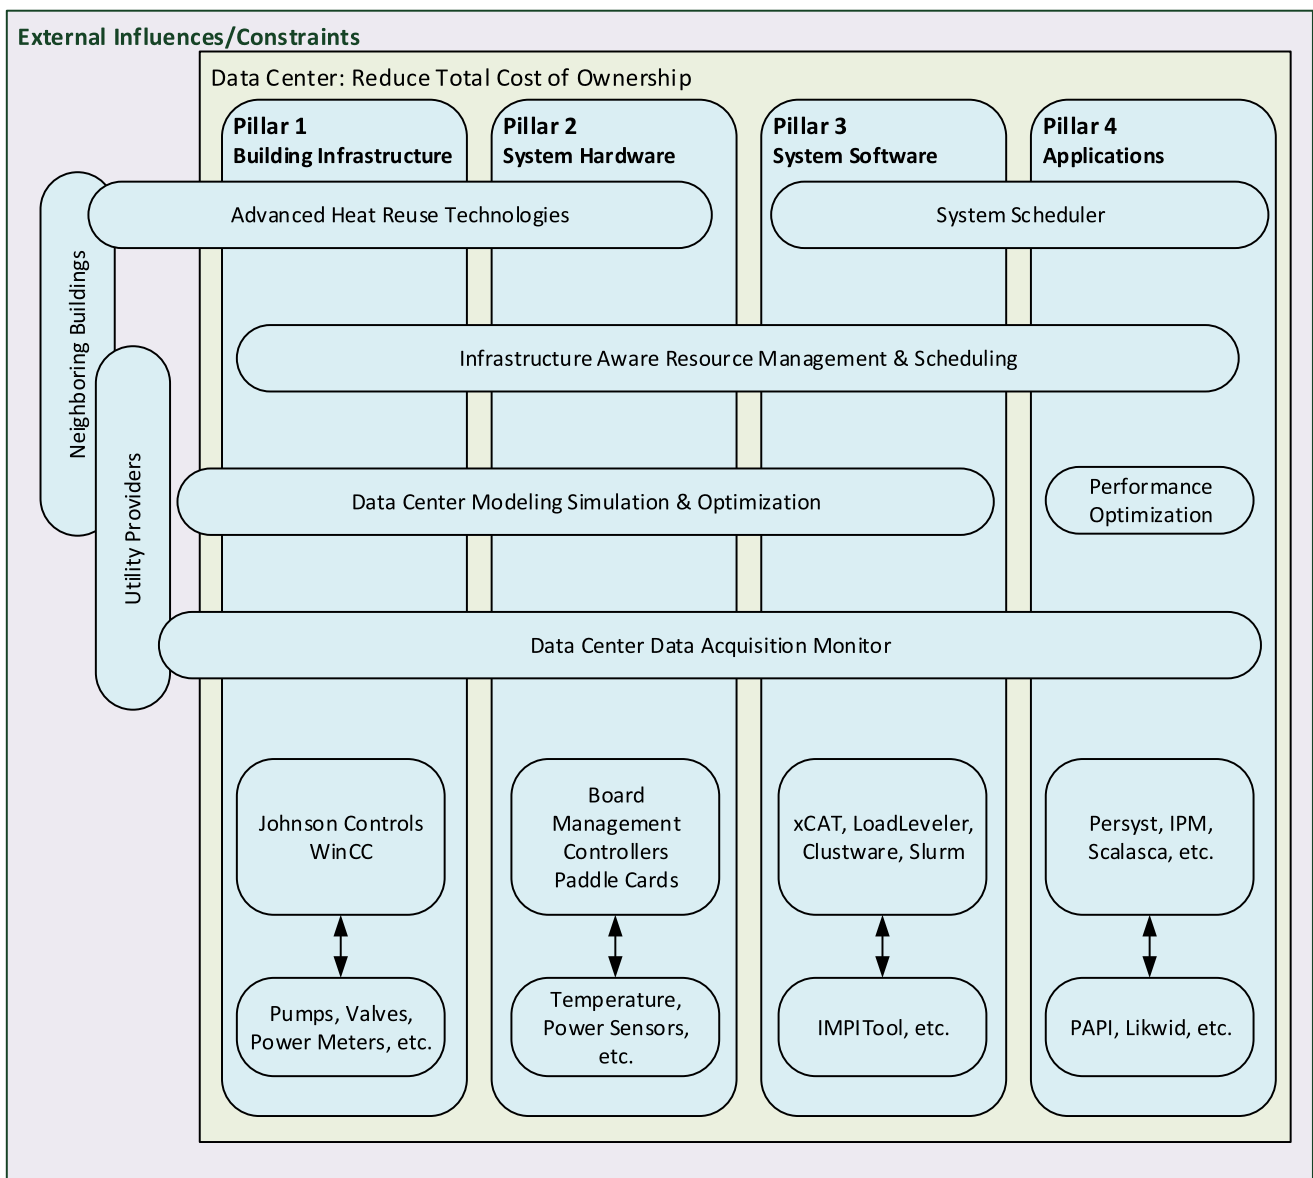 External Influences/Constraints
Data Center: Reduce Total Cost of Ownership
Pillar 1
Building Infrastructure
Pillar 2
System Hardware
Pillar 3
System Software
Pillar 4
Applications
Advanced Heat Reuse Technologies
System Scheduler
Neighboring Buildings
Infrastructure Aware Resource Management & Scheduling
Utility Providers
Data Center Modeling Simulation & Optimization
Performance
Optimization
Data Center Data Acquisition Monitor
Johnson Controls
WinCC
Board
Management
Controllers
Paddle Cards
xCAT, LoadLeveler,
Clustware, Slurm
Persyst, IPM,
Scalasca, etc.
Pumps, Valves,
Power Meters, etc.
Temperature,
Power Sensors,
etc.
IMPITool, etc.
PAPI, Likwid, etc.